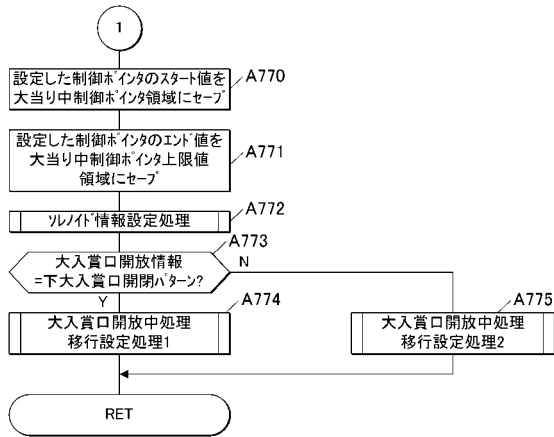 1
設定した制御ポインタのスタート値を
大当り中制御ポインタ領域にセーブ
A770
設定した制御ポインタのエンド値を
大当り中制御ポインタ上限値
領域にセーブ
A771
ソレノイド情報設定処理
A772
大入賞口開放情報
=下大入賞口開閉パターン?
A773
N
Y
大入賞口開放中処理
移行設定処理1
A774
大入賞口開放中処理
移行設定処理2
A775
RET